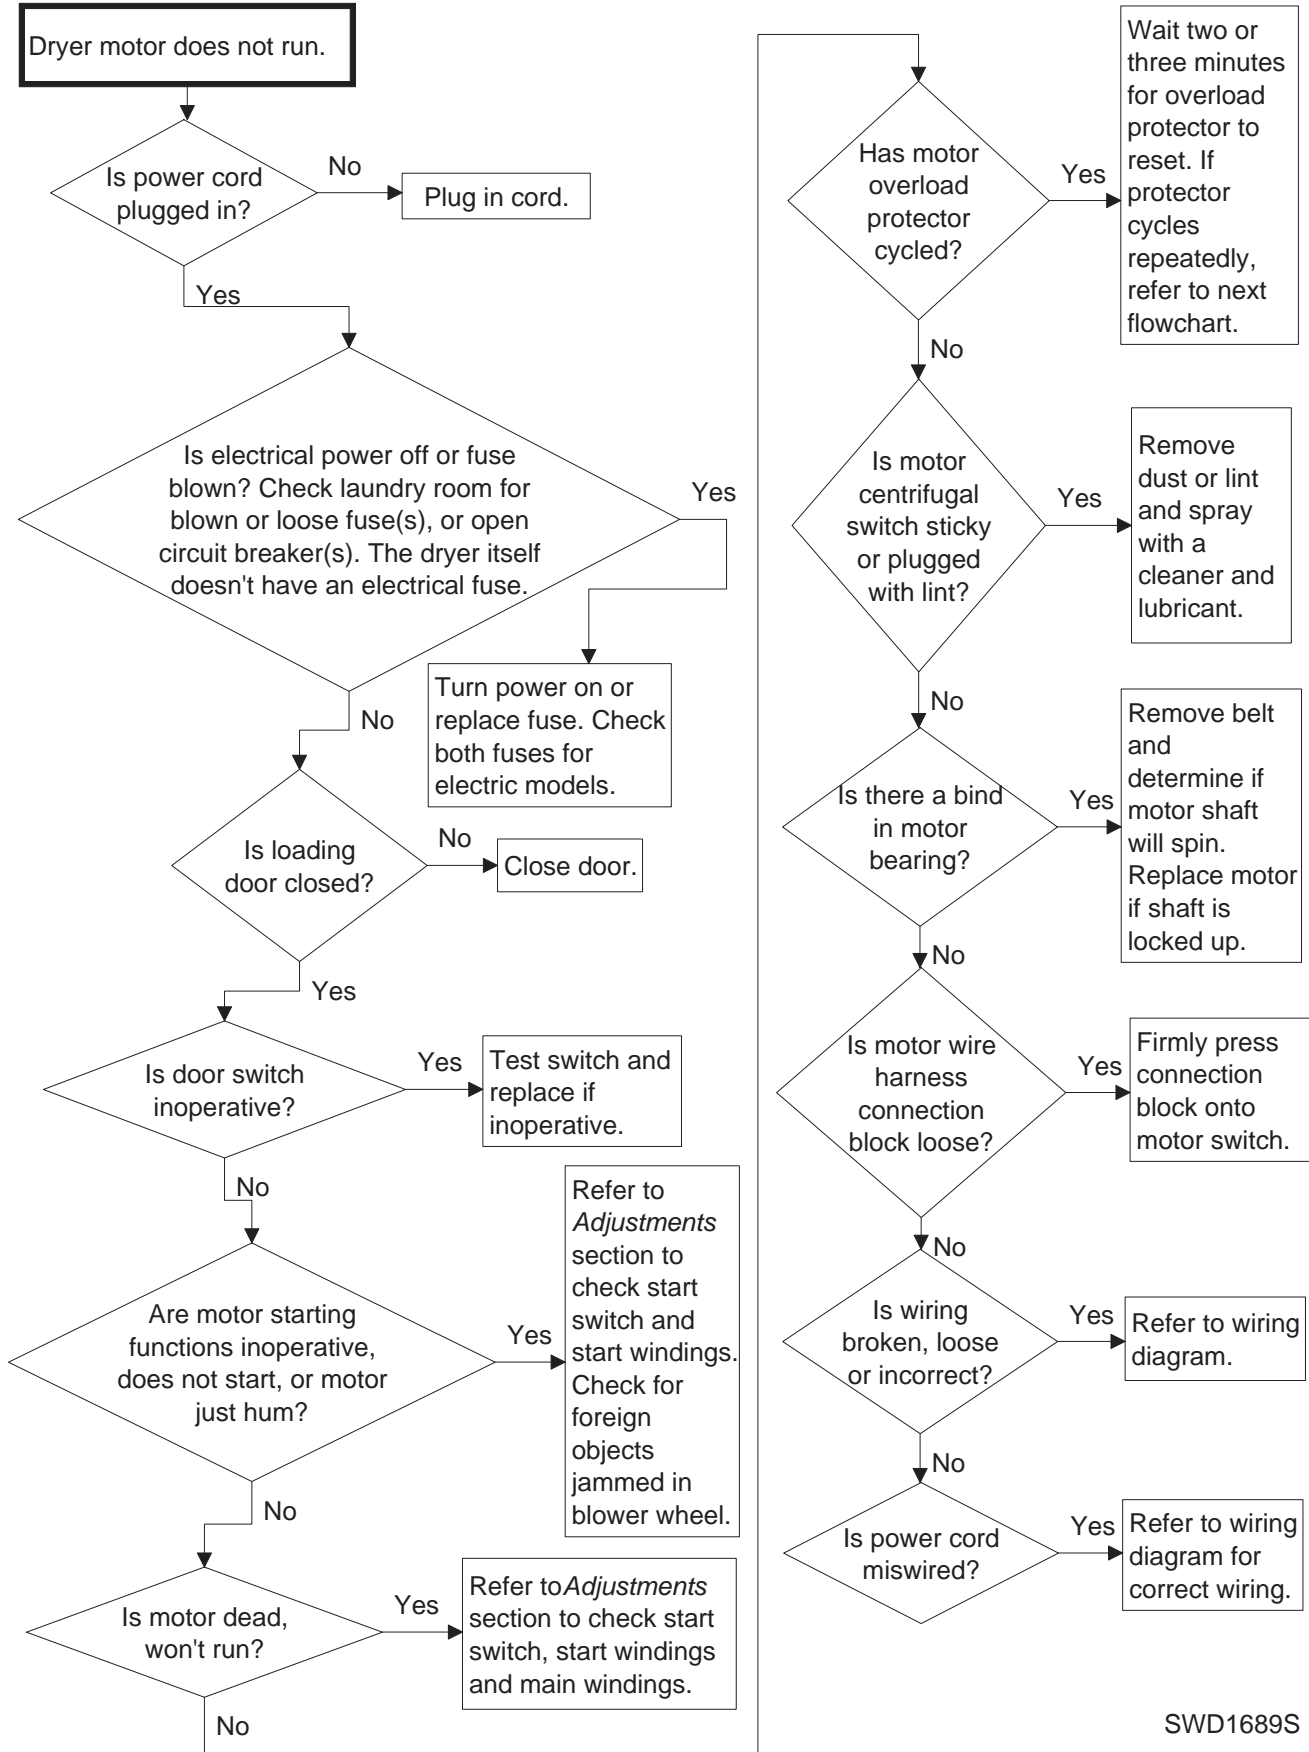 Dryer motor does not run.
Is power cord
plugged in?
No
Plug in cord.
Yes
Is electrical power off or fuse
blown? Check laundry room for
blown or loose fuse(s), or open
circuit breaker(s). The dryer itself
doesn't have an electrical fuse.
Yes
Turn power on or
replace fuse. Check
both fuses for
electric models.
No
Is loading
door closed?
No
Close door.
Yes
Is door switch
inoperative?
Yes
Test switch and
replace if
inoperative.
No
Are motor starting
functions inoperative,
does not start, or motor
just hum?
Yes
Refer to
Adjustments
section to
check start
switch and
start windings.
Check for
foreign
objects
jammed in
blower wheel.
No
Is motor dead,
won't run?
Yes
Refer to Adjustments
section to check start
switch, start windings
and main windings.
No
Has motor
overload
protector
cycled?
Yes
Wait two or
three minutes
for overload
protector to
reset. If
protector
cycles
repeatedly,
refer to next
flowchart.
No
Is motor
centrifugal
switch sticky
or plugged
with lint?
Yes
Remove
dust or lint
and spray
with a
cleaner and
lubricant.
No
Is there a bind
in motor
bearing?
Yes
Remove belt
and
determine if
motor shaft
will spin.
Replace motor
if shaft is
locked up.
No
Is motor wire
harness
connection
block loose?
Yes
Firmly press
connection
block onto
motor switch.
No
Is wiring
broken, loose
or incorrect?
Yes
Refer to wiring
diagram.
No
Is power cord
miswired?
Yes
Refer to wiring
diagram for
correct wiring.
SWD1689S